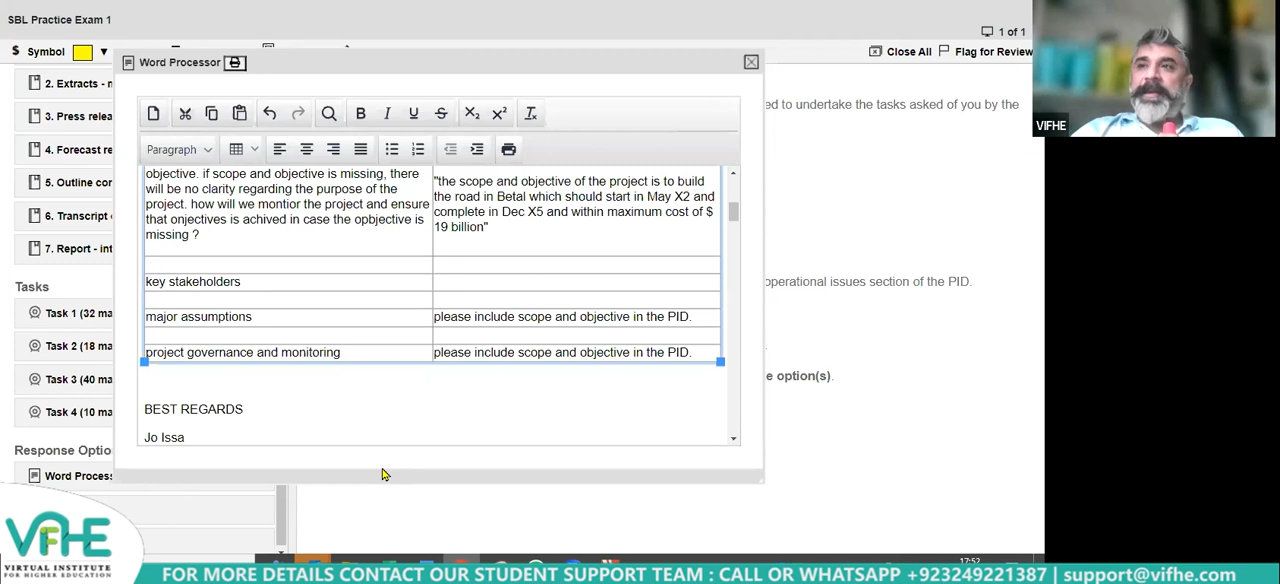 SBL Practice Exam 1
1 of 1
Symbol
Close All
Flag for Review
Word Processor
2. Extracts - 
3. Press relea
4. Forecast re
5. Outline cor
6. Transcript
7. Report - int
Tasks
Task 1 (32 ma
Task 2 (18 ma
Task 3 (40 ma
Task 4 (10 ma
Response Optio
Word Process
Paragraph
objective. if scope and objective is missing, there
will be no clarity regarding the purpose of the
project. how will we montior the project and ensure
that onjectives is achived in case the opbjective is
missing ?
"the scope and objective of the project is to build
the road in Betal which should start in May X2 and
complete in Dec X5 and within maximum cost of $
19 billion"
key stakeholders
major assumptions
please include scope and objective in the PID.
project governance and monitoring
please include scope and objective in the PID.
BEST REGARDS
Jo Issa
ed to undertake the tasks asked of you by the
operational issues section of the PID.
e option(s).
VIFHE
17:52
VIFHE
VIRTUAL INSTITUTE
FOR HIGHER EDUCATION
FOR MORE DETAILS CONTACT OUR STUDENT SUPPORT TEAM : CALL OR WHATSAPP +923249221387 | support@vifhe.com